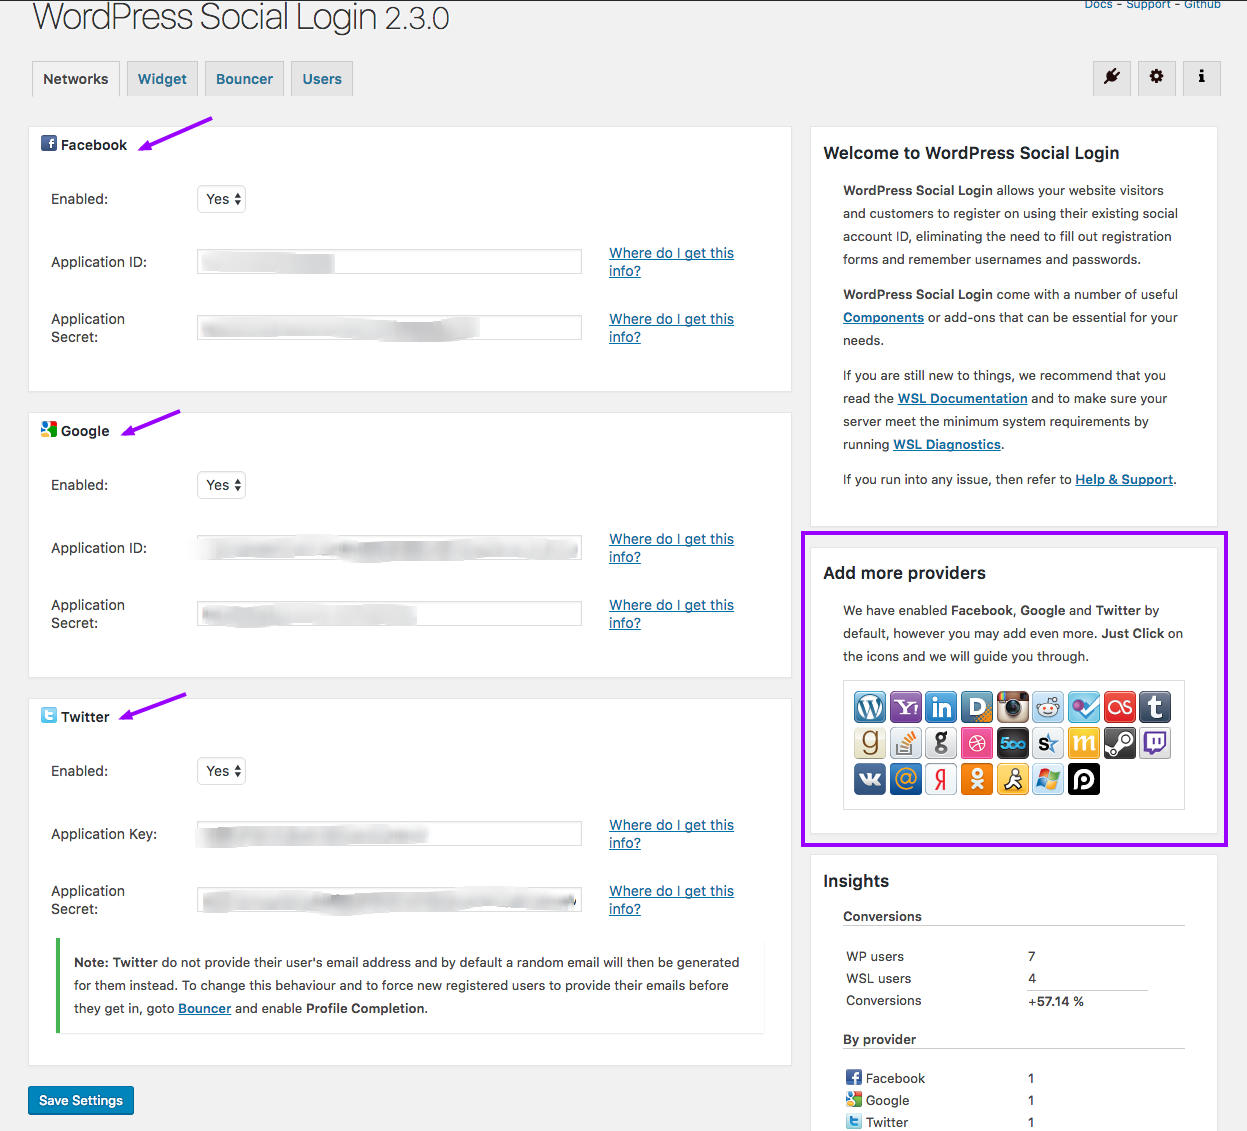 WordPress Social Login 2.3.0
Docs - Support - Github
Networks
Widget
Bouncer
Users
Facebook
Enabled:
Yes
Application ID:
Where do I get this
info?
Application
Secret:
Where do I get this
info?
Google
Enabled:
Yes
Application ID:
Where do I get this
info?
Application
Secret:
Where do I get this
info?
Twitter
Enabled:
Yes
Application Key:
Where do I get this
info?
Application
Secret:
Where do I get this
info?
Note: Twitter do not provide their user's email address and by default a random email will then be generated
for them instead. To change this behaviour and to force new registered users to provide their emails before
they get in, goto Bouncer and enable Profile Completion.
Save Settings
Welcome to WordPress Social Login
WordPress Social Login allows your website visitors
and customers to register on using their existing social
account ID, eliminating the need to fill out registration
forms and remember usernames and passwords.
WordPress Social Login come with a number of useful
Components or add-ons that can be essential for your
needs.
If you are still new to things, we recommend that you
read the WSL Documentation and to make sure your
server meet the minimum system requirements by
running WSL Diagnostics.
If you run into any issue, then refer to Help & Support.
Add more providers
We have enabled Facebook, Google and Twitter by
default, however you may add even more. Just Click on
the icons and we will guide you through.
Insights
Conversions
WP users 7
WSL users 4
Conversions +57.14 %
By provider
Facebook 1
Google 1
Twitter 1